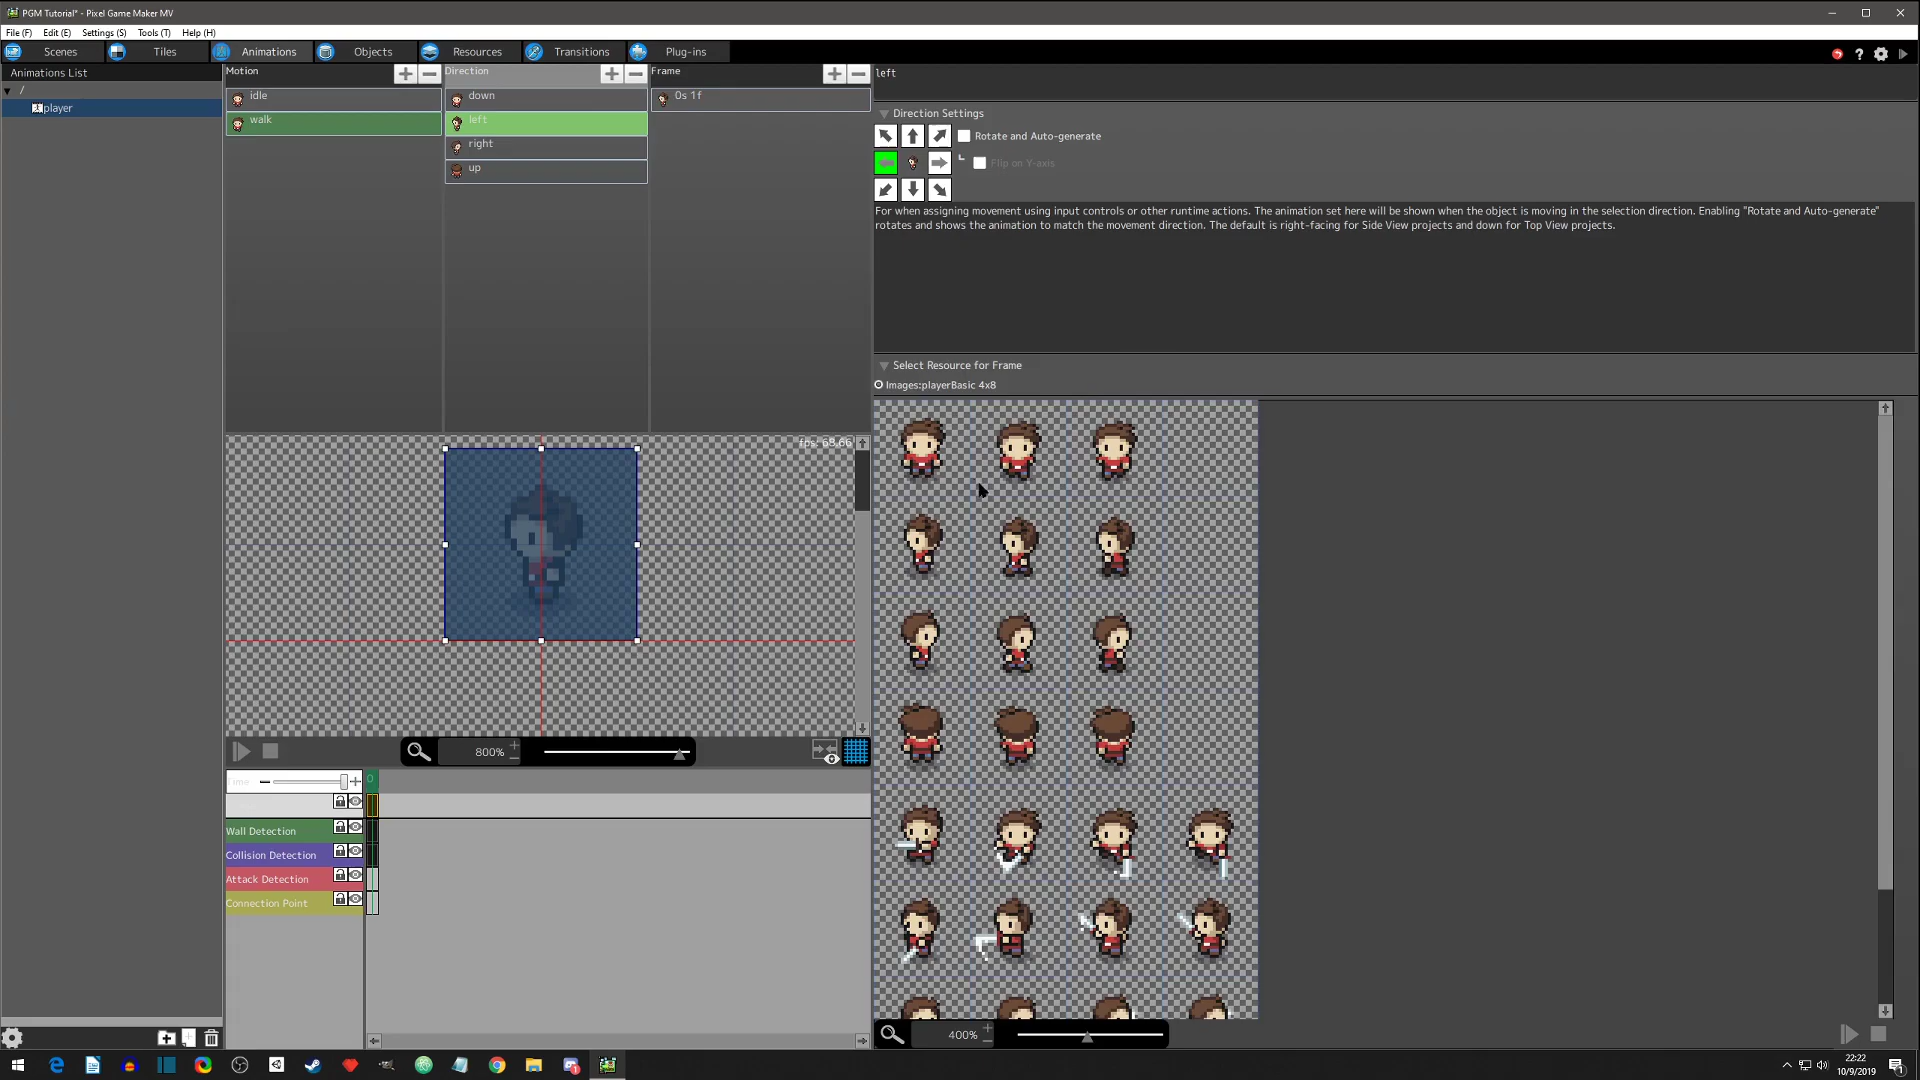 PGM Tutorial* - Pixel Game Maker MV
File (F) Edit (E) Settings (S) Tools (T) Help (H)
Scenes Tiles Animations Objects Resources Transitions Plug-ins
Animations List
/
player
Motion
idle
walk
Direction
down
left
right
up
Frame
0s 1f
left
Direction Settings
Rotate and Auto-generate
Flip on Y-axis
For when assigning movement using input controls or other runtime actions. The animation set here will be shown when the object is moving in the selection direction. Enabling "Rotate and Auto-generate"
rotates and shows the animation to match the movement direction. The default is right-facing for Side View projects and down for Top View projects.
Select Resource for Frame
Images:playerBasic 4x8
fps: 68.66
800%
Time
0
Wall Detection
Collision Detection
Attack Detection
Connection Point
400%
22:22
10/9/2019